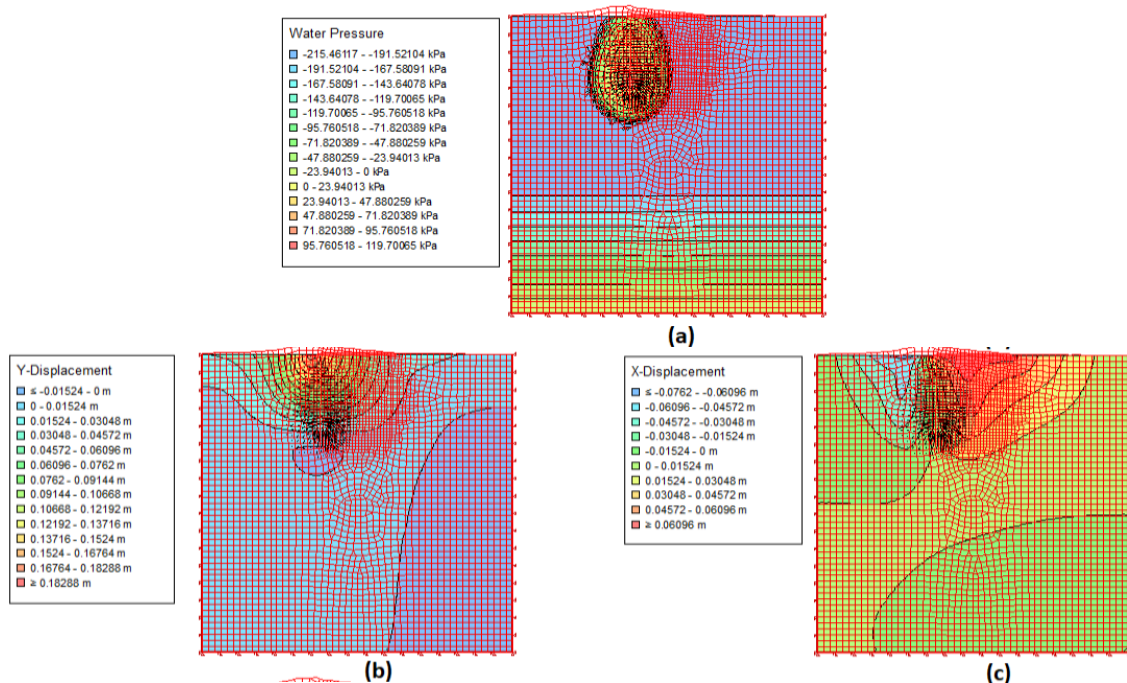 Water Pressure
-215.46117 - -191.52104 kPa
-191.52104 - -167.58091 kPa
-167.58091 - -143.64078 kPa
-143.64078 - -119.70065 kPa
-119.70065 - -95.760518 kPa
-95.760518 - -71.820389 kPa
-71.820389 - -47.880259 kPa
-47.880259 - -23.94013 kPa
-23.94013 - 0 kPa
0 - 23.94013 kPa
23.94013 - 47.880259 kPa
47.880259 - 71.820389 kPa
71.820389 - 95.760518 kPa
95.760518 - 119.70065 kPa
(a)
Y-Displacement
≤ -0.01524 - 0 m
0 - 0.01524 m
0.01524 - 0.03048 m
0.03048 - 0.04572 m
0.04572 - 0.06096 m
0.06096 - 0.0762 m
0.0762 - 0.09144 m
0.09144 - 0.10668 m
0.10668 - 0.12192 m
0.12192 - 0.13716 m
0.13716 - 0.1524 m
0.1524 - 0.16764 m
0.16764 - 0.18288 m
≥ 0.18288 m
(b)
X-Displacement
≤ -0.0762 - -0.06096 m
-0.06096 - -0.04572 m
-0.04572 - -0.03048 m
-0.03048 - -0.01524 m
-0.01524 - 0 m
0 - 0.01524 m
0.01524 - 0.03048 m
0.03048 - 0.04572 m
0.04572 - 0.06096 m
≥ 0.06096 m
(c)